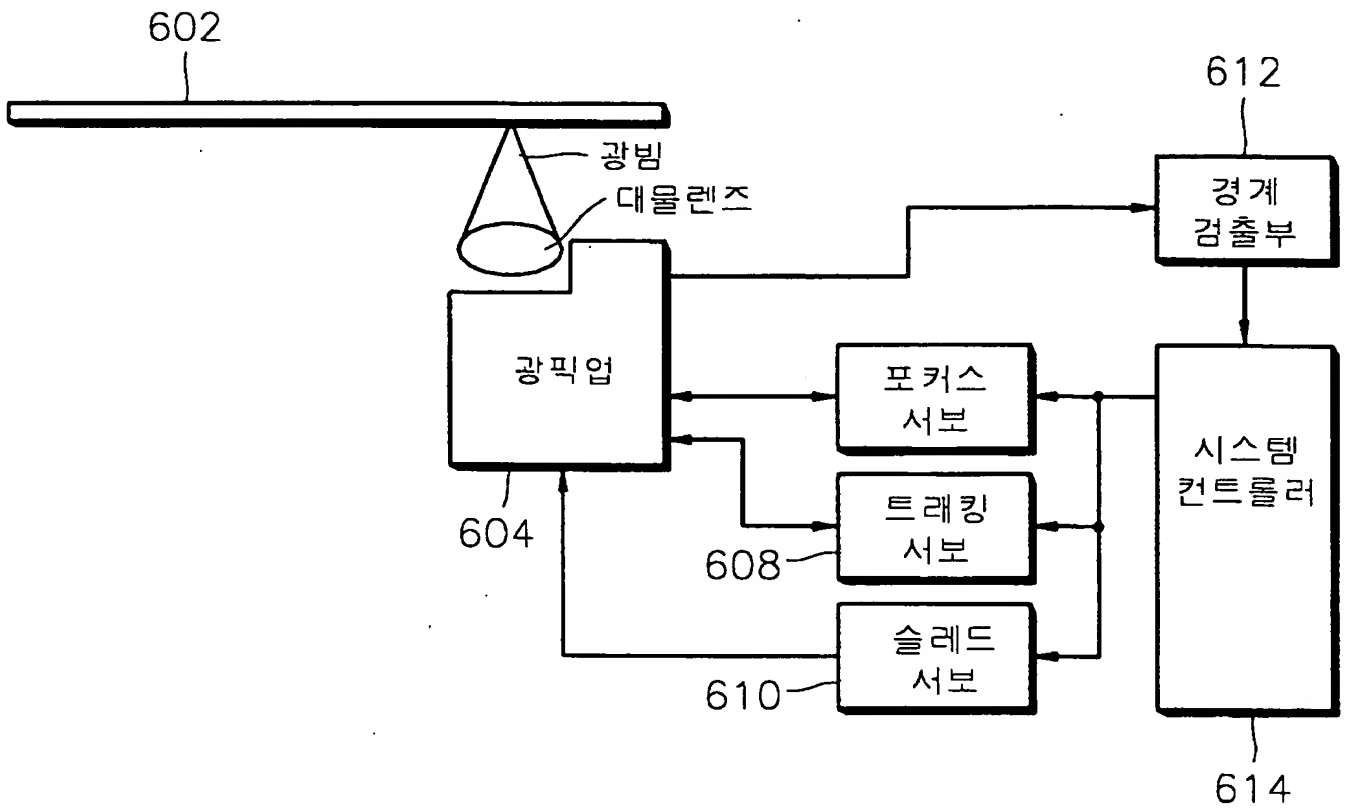 602
612
광빔
대물렌즈
경계
검출부
광픽업
포커스
서보
시스템
컨트롤러
604
트래킹
서보
608
슬레드
서보
610
614